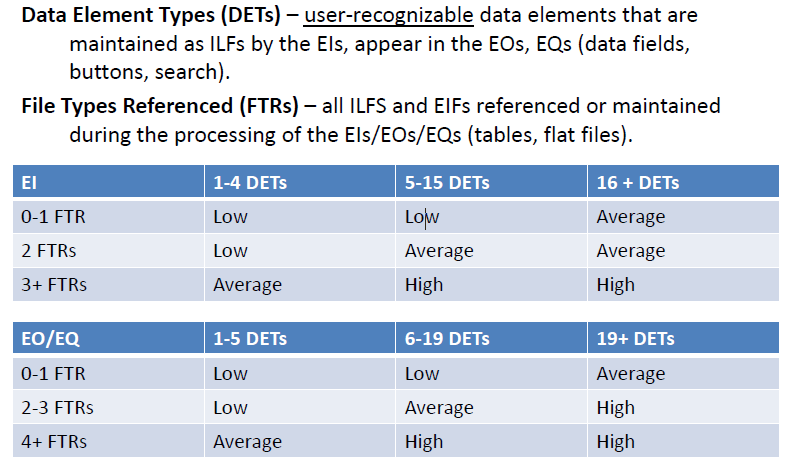 Data Element Types (DETs) – user-recognizable data elements that are
maintained as ILFs by the EIs, appear in the EOs, EQs (data fields,
buttons, search).
File Types Referenced (FTRs) – all ILFS and EIFs referenced or maintained
during the processing of the EIs/EOs/EQs (tables, flat files).
EI 1-4 DETs 5-15 DETs 16 + DETs
0-1 FTR Low Low Average
2 FTRs Low Average Average
3+ FTRs Average High High
EO/EQ 1-5 DETs 6-19 DETs 19+ DETs
0-1 FTR Low Low Average
2-3 FTRs Low Average High
4+ FTRs Average High High